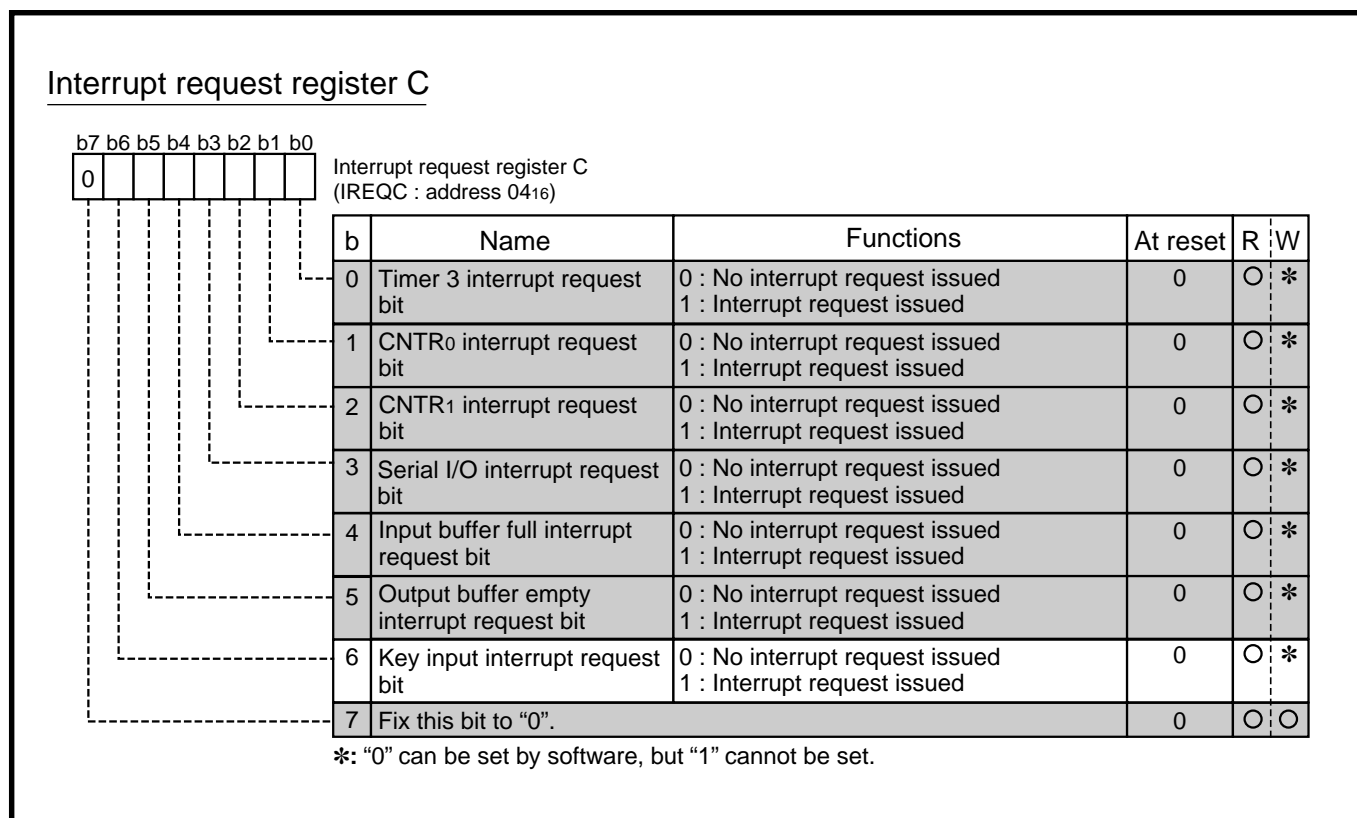 Interrupt request register C
b7 b6 b5 b4 b3 b2 b1 b0
0
Interrupt request register C
(IREQC : address 0416)
b Name Functions At reset R W
0 Timer 3 interrupt request bit 0 : No interrupt request issued 0 ○ ✻
1 : Interrupt request issued
1 CNTR0 interrupt request bit 0 : No interrupt request issued 0 ○ ✻
1 : Interrupt request issued
2 CNTR1 interrupt request bit 0 : No interrupt request issued 0 ○ ✻
1 : Interrupt request issued
3 Serial I/O interrupt request bit 0 : No interrupt request issued 0 ○ ✻
1 : Interrupt request issued
4 Input buffer full interrupt request bit 0 : No interrupt request issued 0 ○ ✻
1 : Interrupt request issued
5 Output buffer empty interrupt request bit 0 : No interrupt request issued 0 ○ ✻
1 : Interrupt request issued
6 Key input interrupt request bit 0 : No interrupt request issued 0 ○ ✻
1 : Interrupt request issued
7 Fix this bit to “0”. 0 ○ ○
✻: “0” can be set by software, but “1” cannot be set.